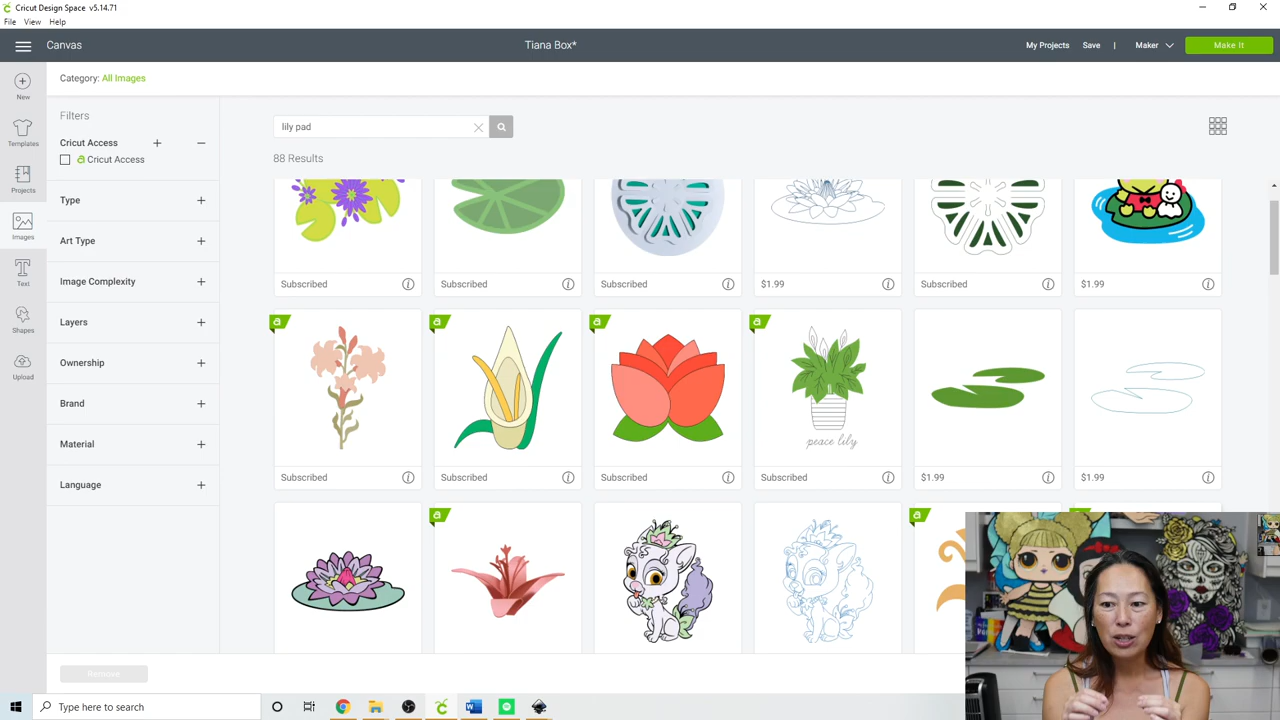 Cricut Design Space v5.14.71
File View Help
Canvas
Tiana Box*
My Projects Save | Maker Make It
New
Templates
Projects
Images
Text
Shapes
Upload
Category: All Images
Filters
Cricut Access
Cricut Access
Type
Art Type
Image Complexity
Layers
Ownership
Brand
Material
Language
lily pad
88 Results
Subscribed Subscribed Subscribed $1.99 Subscribed $1.99
peace lily
Subscribed Subscribed Subscribed Subscribed $1.99 $1.99
Remove
Type here to search